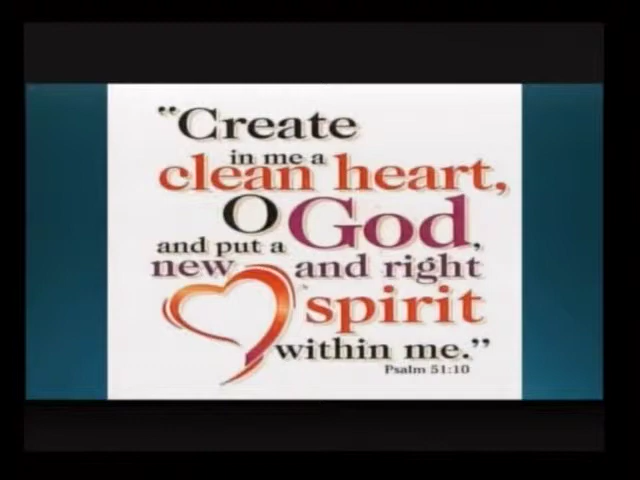 “Create
in me a
clean heart,
O God,
and put a
new and right
spirit
within me.”
Psalm 51:10